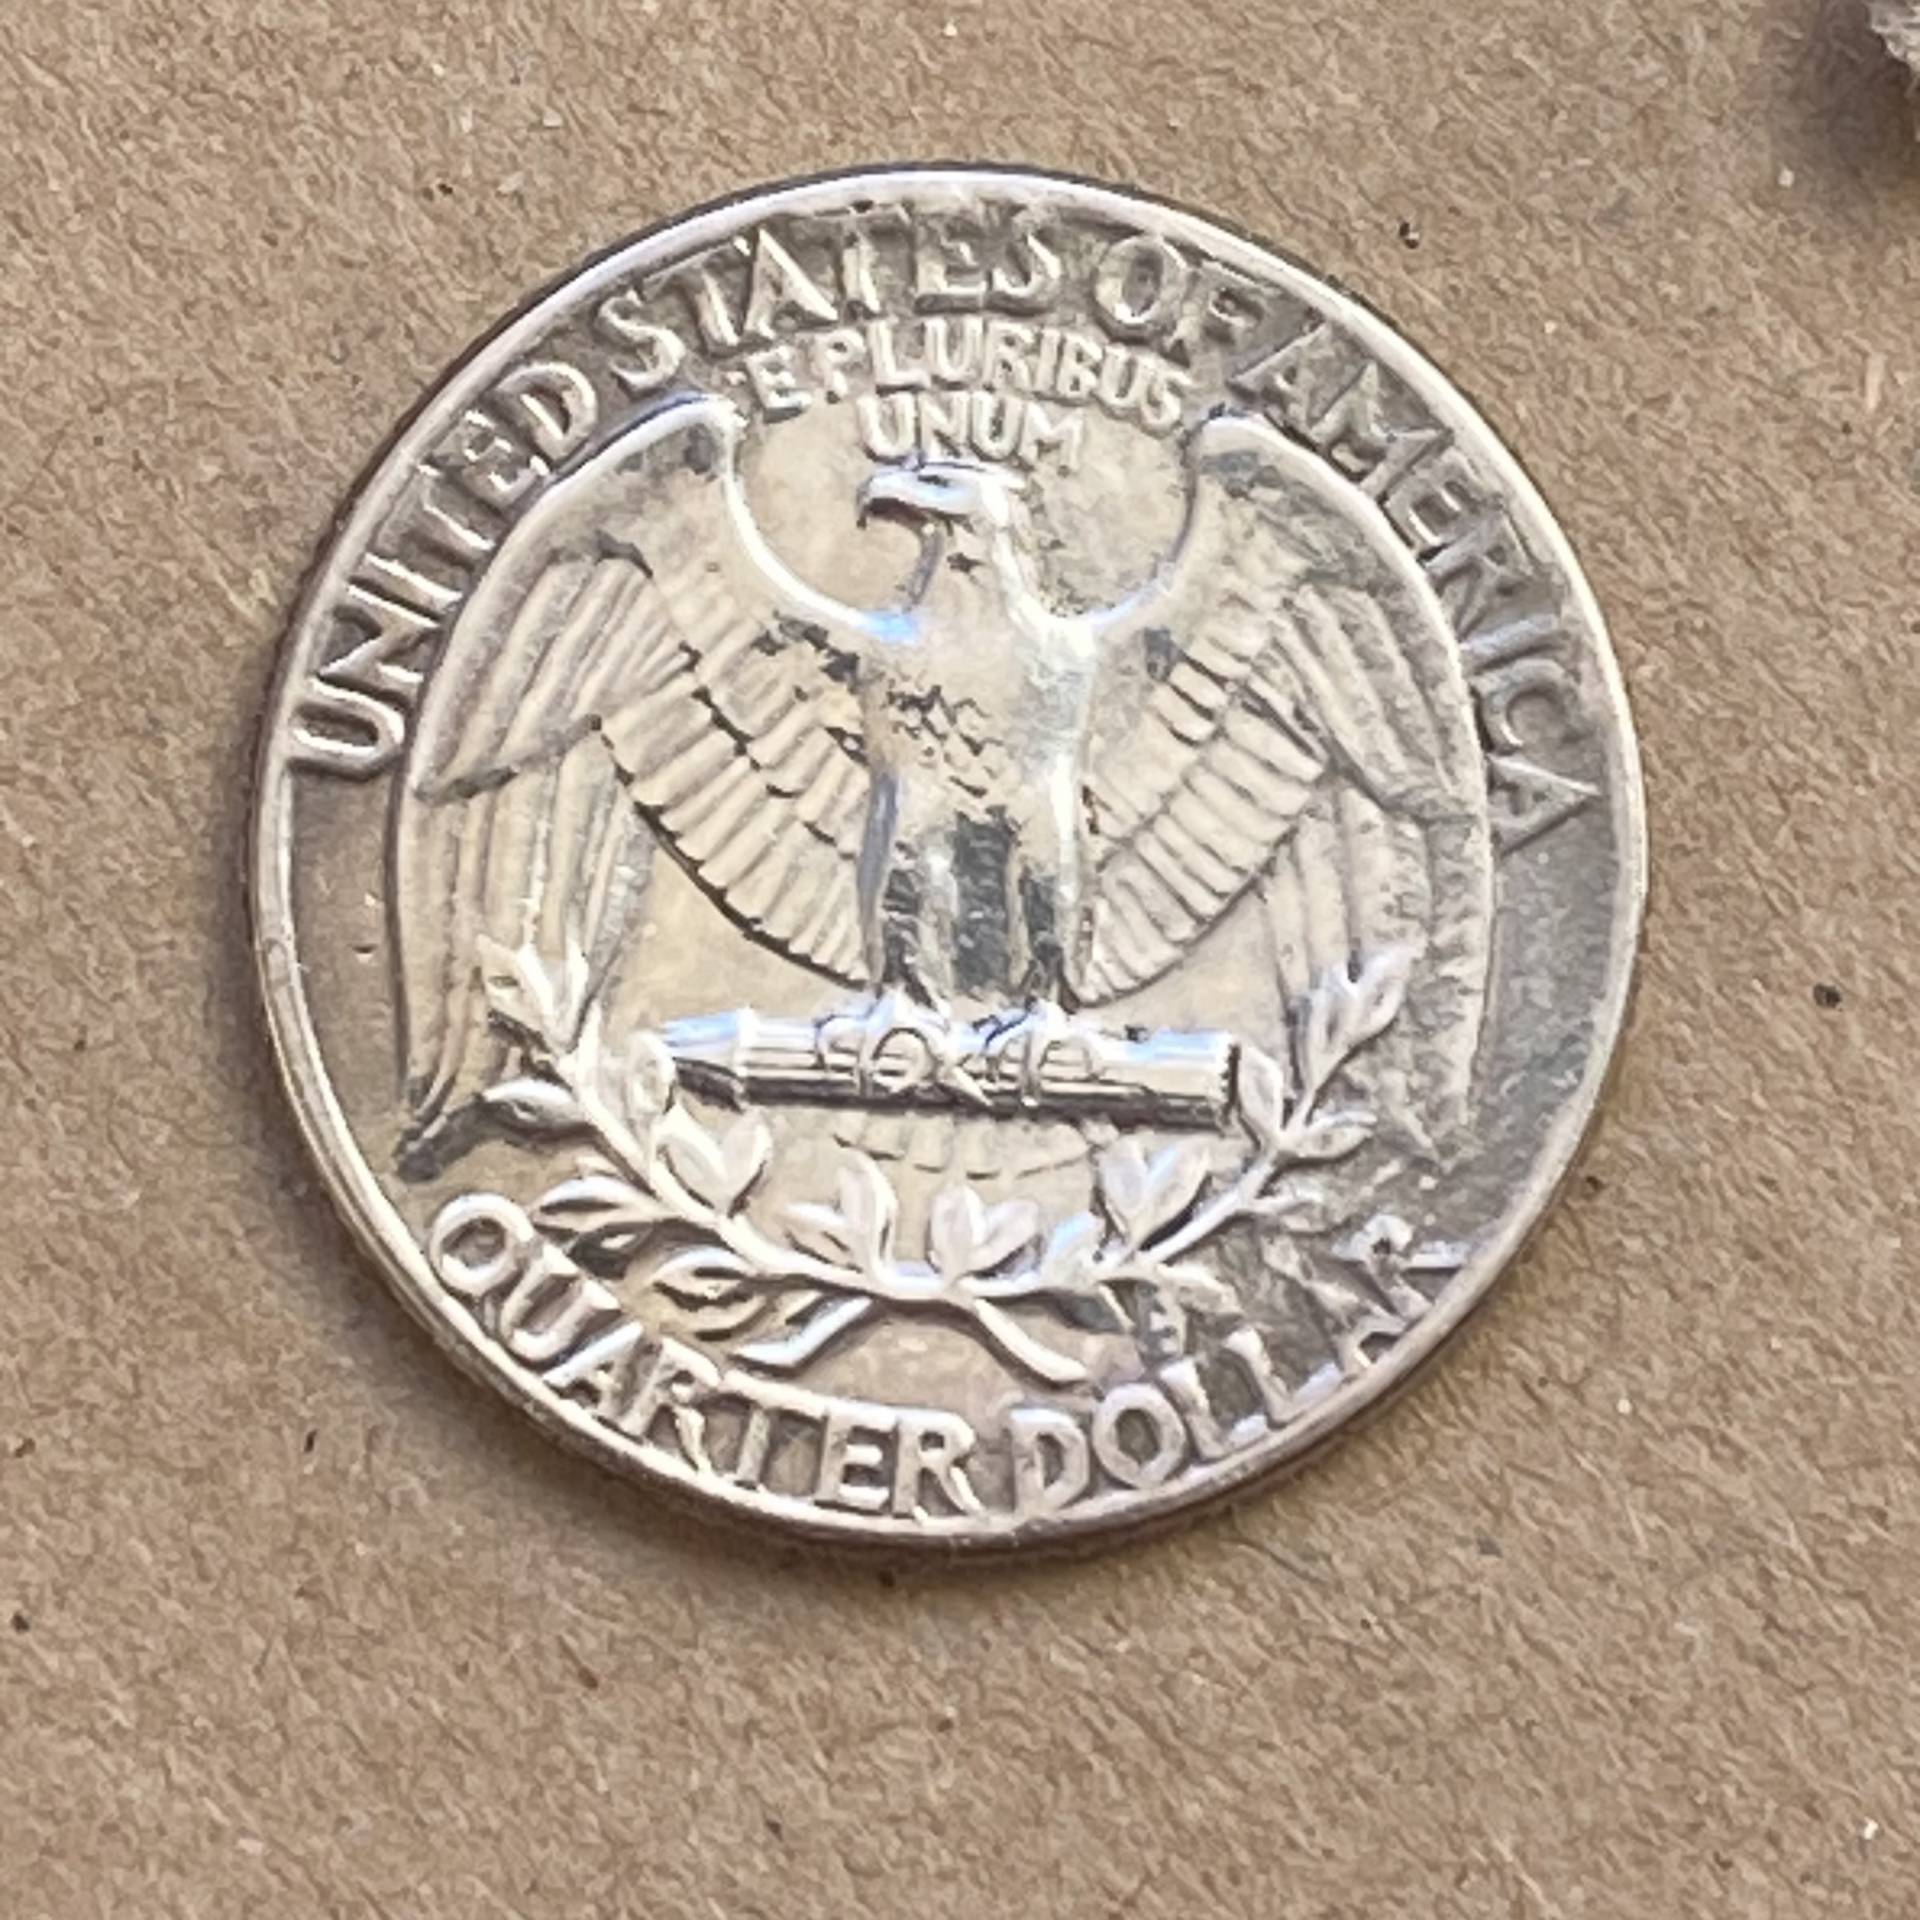 UNITED STATES OF AMERICA
E. PLURIBUS
UNUM
QUARTER DOLLAR